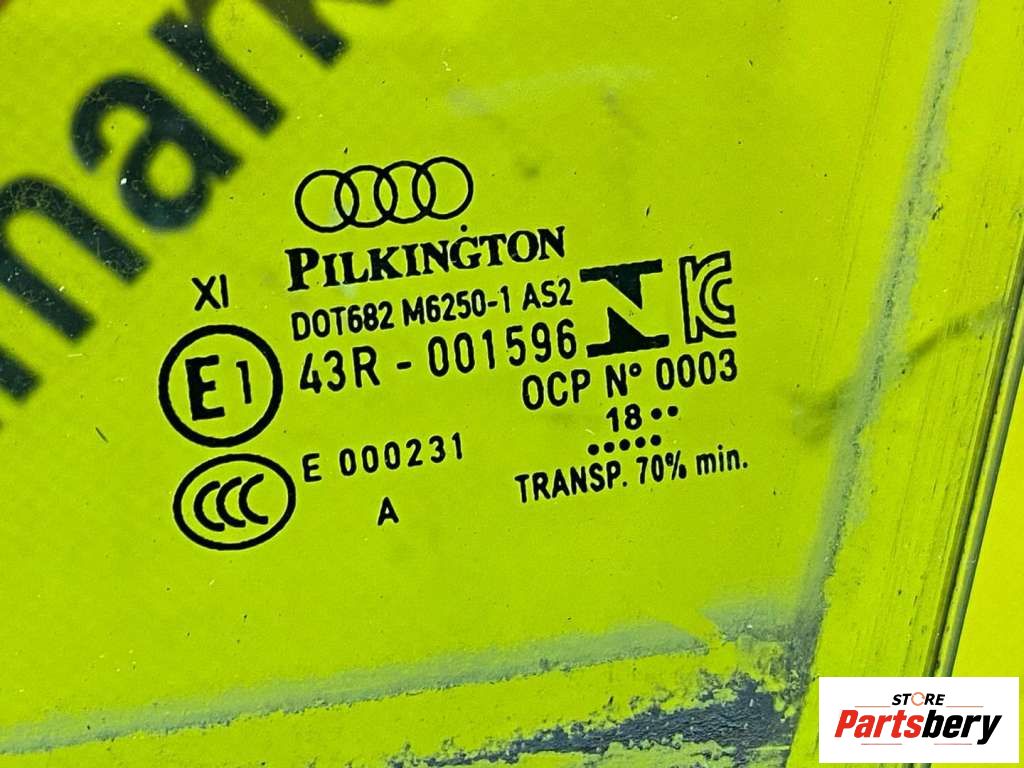 mark
PILKINGTON
XI
DOT682 M6250-1 AS2
E1
43R - 001596
OCP N° 0003
18••
•••••
E 000231
TRANSP. 70% min.
CCC
A
STORE
Partsbery